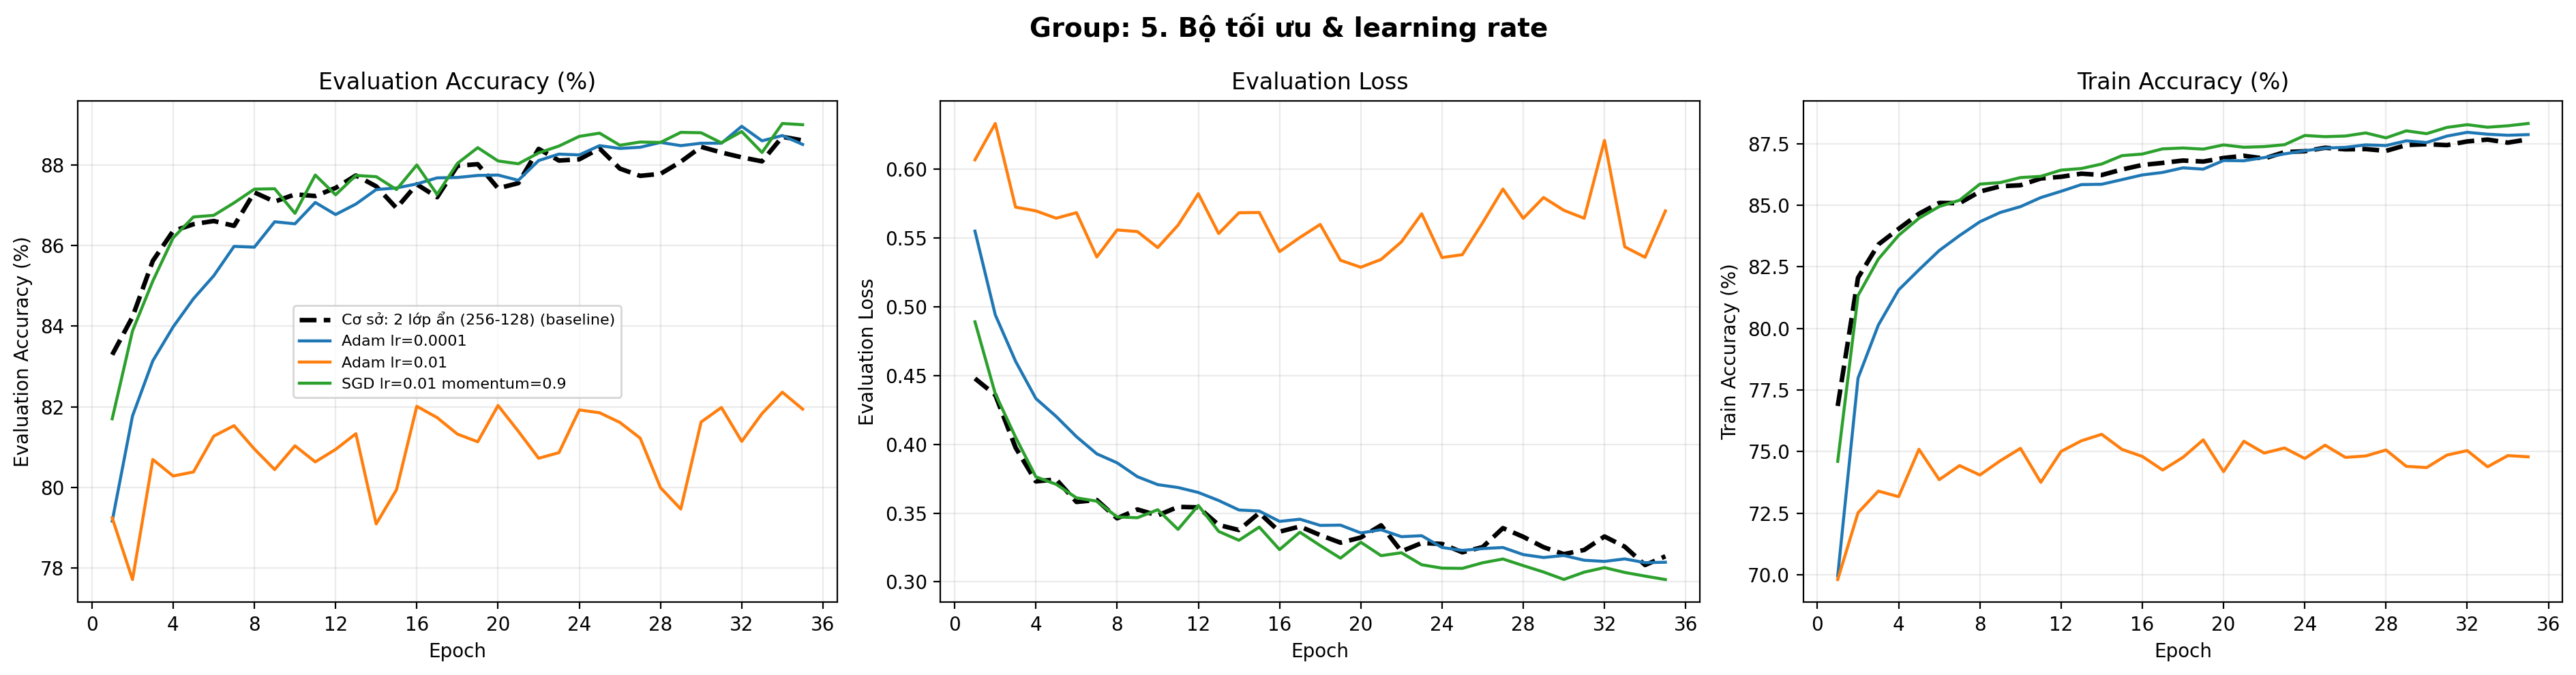 Group: 5. Bộ tối ưu & learning rate
Evaluation Accuracy (%)
Evaluation Accuracy (%)
88
86
84
82
80
78
Cơ sở: 2 lớp ẩn (256-128) (baseline)
Adam lr=0.0001
Adam lr=0.01
SGD lr=0.01 momentum=0.9
0 4 8 12 16 20 24 28 32 36
Epoch
Evaluation Loss
Evaluation Loss
0.60
0.55
0.50
0.45
0.40
0.35
0.30
0 4 8 12 16 20 24 28 32 36
Epoch
Train Accuracy (%)
Train Accuracy (%)
87.5
85.0
82.5
80.0
77.5
75.0
72.5
70.0
0 4 8 12 16 20 24 28 32 36
Epoch